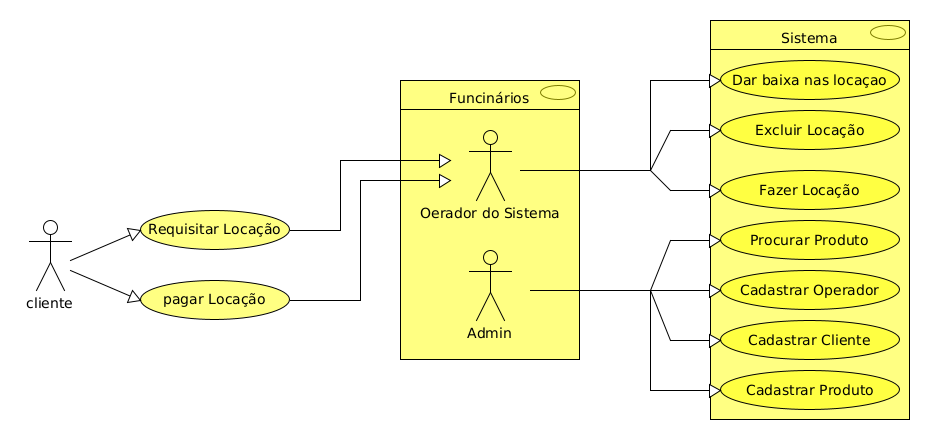 Sistema
Dar baixa nas locaçao
Excluir Locação
Fazer Locação
Procurar Produto
Cadastrar Operador
Cadastrar Cliente
Cadastrar Produto
Funcinários
Oerador do Sistema
Admin
Requisitar Locação
pagar Locação
cliente